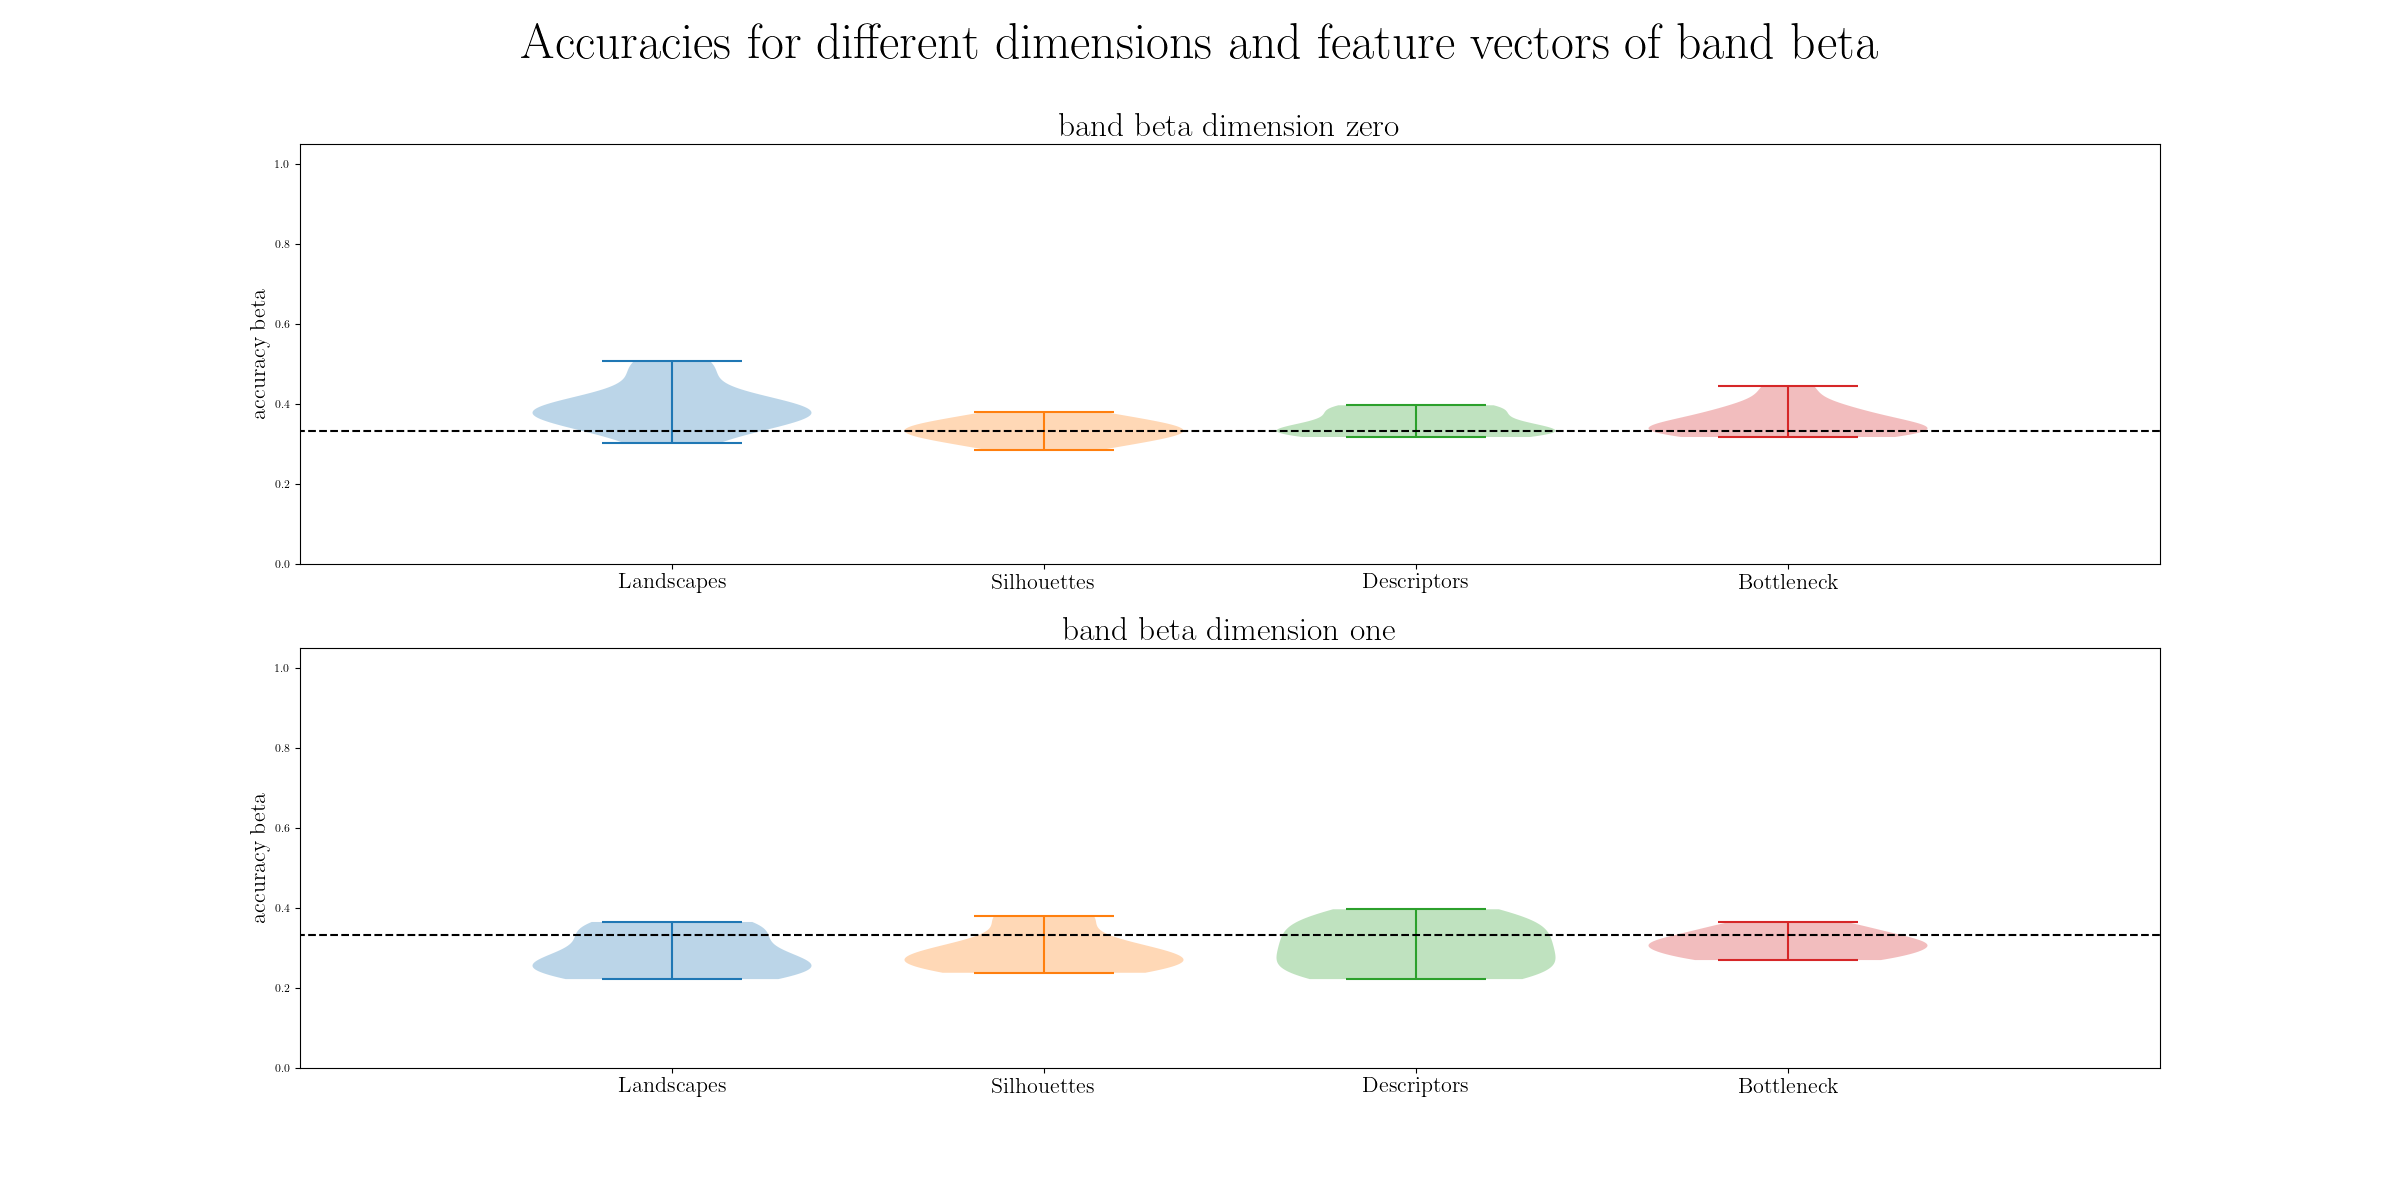 Accuracies for different dimensions and feature vectors of band beta
band beta dimension zero
accuracy beta
1.0
0.8
0.6
0.4
0.2
0.0
Landscapes Silhouettes Descriptors Bottleneck
band beta dimension one
accuracy beta
1.0
0.8
0.6
0.4
0.2
0.0
Landscapes Silhouettes Descriptors Bottleneck